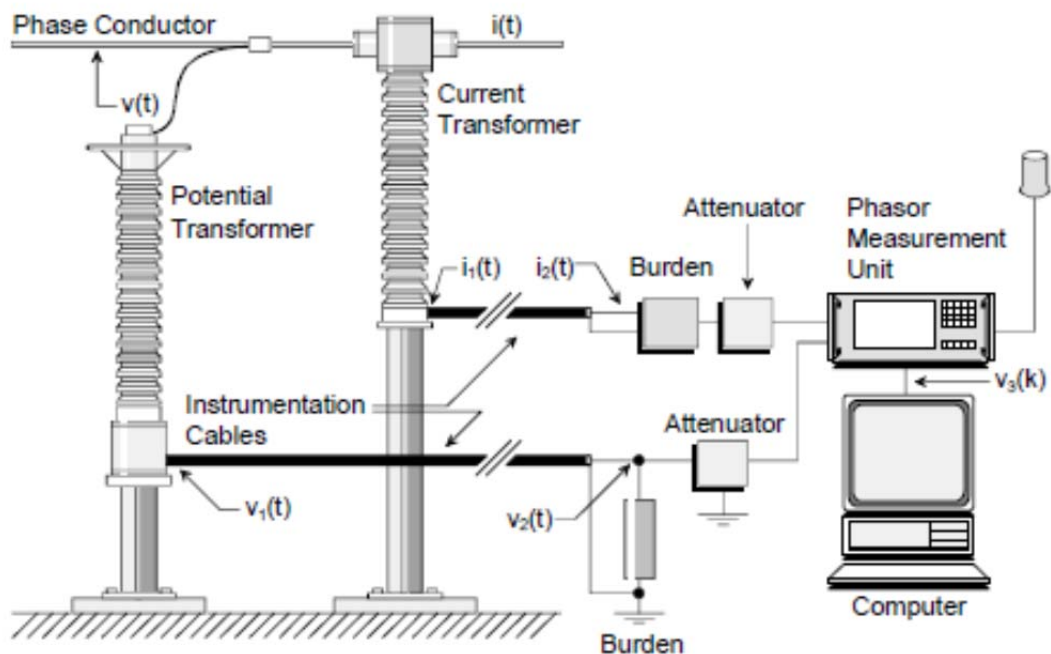 Phase Conductor
i(t)
v(t)
Current
Transformer
Potential
Transformer
Attenuator
Phasor
Measurement
Unit
i₁(t)
i₂(t)
Burden
v₃(k)
Instrumentation
Cables
Attenuator
v₁(t)
v₂(t)
Computer
Burden